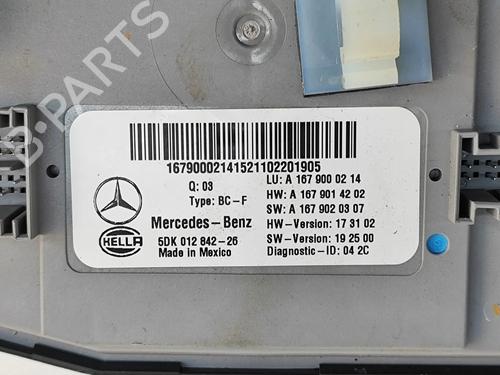 B-PARTS
16790002141521102201905
Q: 03
Type: BC-F
Mercedes-Benz
HELLA
5DK 012 842-26
Made in Mexico
LU: A 167 900 02 14
HW: A 167 901 42 02
SW: A 167 902 03 07
HW-Version: 17 31 02
SW-Version: 19 25 00
Diagnostic-ID: 04 2C